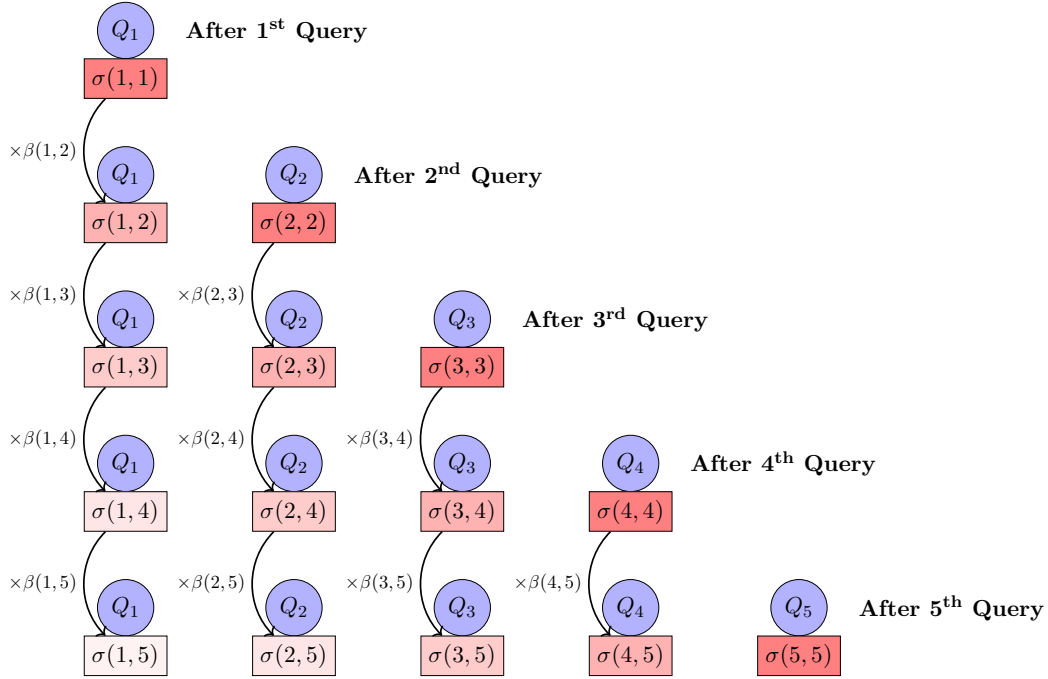 Q₁ After 1ˢᵗ Query
σ(1, 1)
×β(1, 2)
Q₁ Q₂ After 2ⁿᵈ Query
σ(1, 2) σ(2, 2)
×β(1, 3) ×β(2, 3)
Q₁ Q₂ Q₃ After 3ʳᵈ Query
σ(1, 3) σ(2, 3) σ(3, 3)
×β(1, 4) ×β(2, 4) ×β(3, 4)
Q₁ Q₂ Q₃ Q₄ After 4ᵗʰ Query
σ(1, 4) σ(2, 4) σ(3, 4) σ(4, 4)
×β(1, 5) ×β(2, 5) ×β(3, 5) ×β(4, 5)
Q₁ Q₂ Q₃ Q₄ Q₅ After 5ᵗʰ Query
σ(1, 5) σ(2, 5) σ(3, 5) σ(4, 5) σ(5, 5)